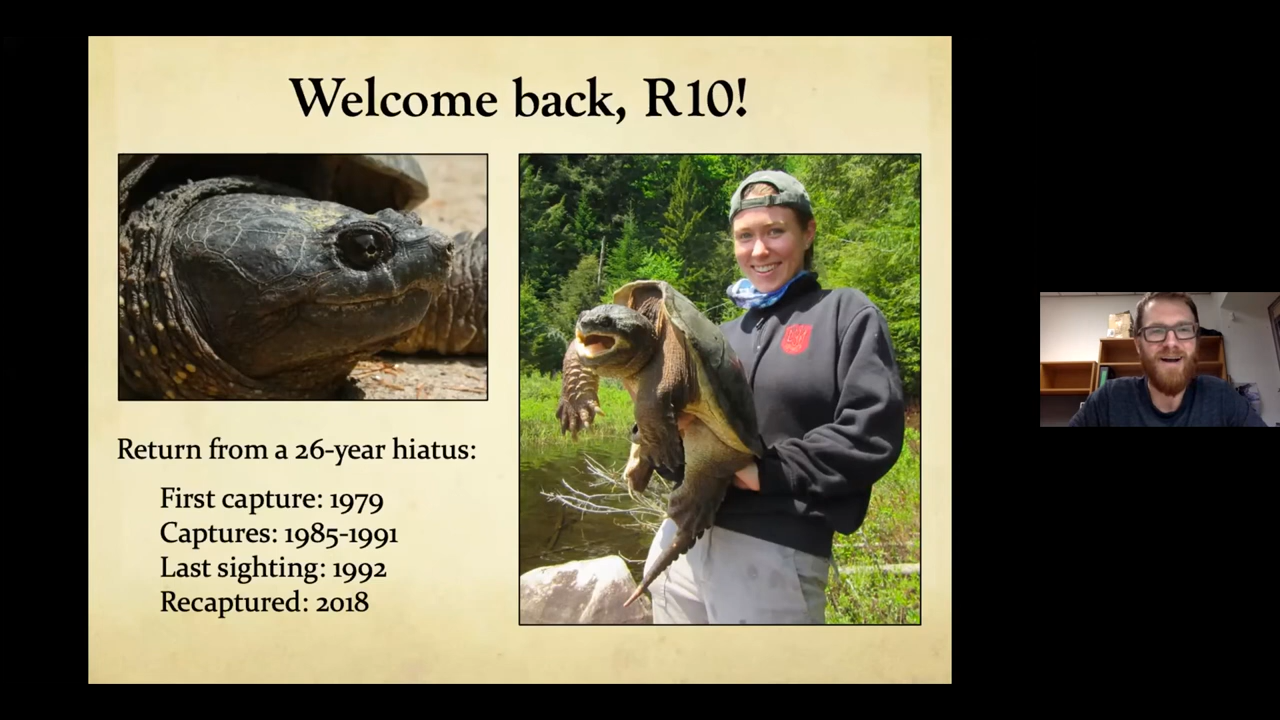 Welcome back, R10!
Return from a 26-year hiatus:
First capture: 1979
Captures: 1985-1991
Last sighting: 1992
Recaptured: 2018